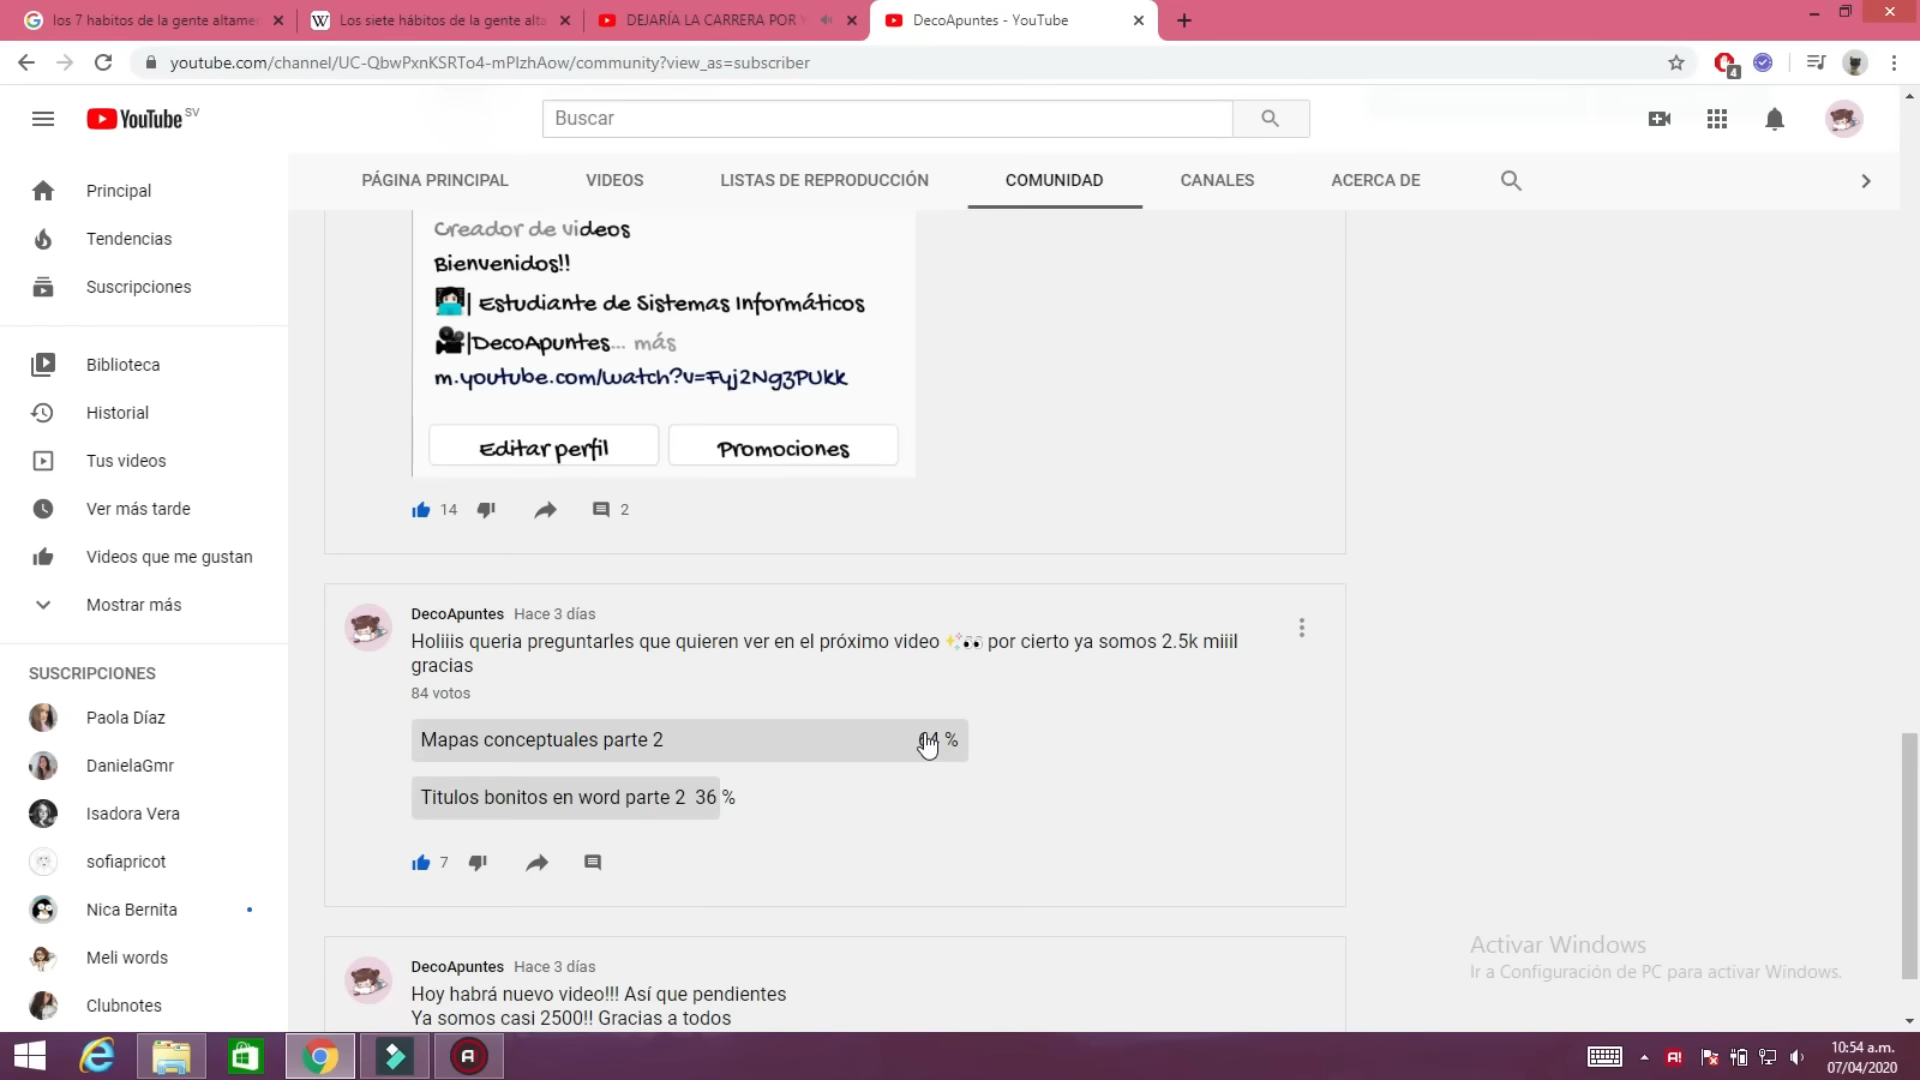 los 7 habitos de la gente altame
Los siete hábitos de la gente alta
DEJARÍA LA CARRERA POR
DecoApuntes - YouTube
youtube.com/channel/UC-QbwPxnKSRTo4-mPIzhAow/community?view_as=subscriber
4
YouTube SV
Buscar
PÁGINA PRINCIPAL
VIDEOS
LISTAS DE REPRODUCCIÓN
COMUNIDAD
CANALES
ACERCA DE
Principal
Tendencias
Suscripciones
Biblioteca
Historial
Tus videos
Ver más tarde
Videos que me gustan
Mostrar más
SUSCRIPCIONES
Paola Díaz
DanielaGmr
Isadora Vera
sofiapricot
Nica Bernita
Meli words
Clubnotes
Creador de videos
Bienvenidos!!
| Estudiante de Sistemas Informáticos
|DecoApuntes... más
m.youtube.com/watch?v=Fyj2Ng3PUkk
Editar perfil
Promociones
14
2
DecoApuntes Hace 3 días
Holiiis queria preguntarles que quieren ver en el próximo video ✨👀 por cierto ya somos 2.5k miiil
gracias
84 votos
Mapas conceptuales parte 2 64 %
Titulos bonitos en word parte 2 36 %
7
DecoApuntes Hace 3 días
Hoy habrá nuevo video!!! Así que pendientes
Ya somos casi 2500!! Gracias a todos
Activar Windows
Ir a Configuración de PC para activar Windows.
10:54 a.m.
07/04/2020